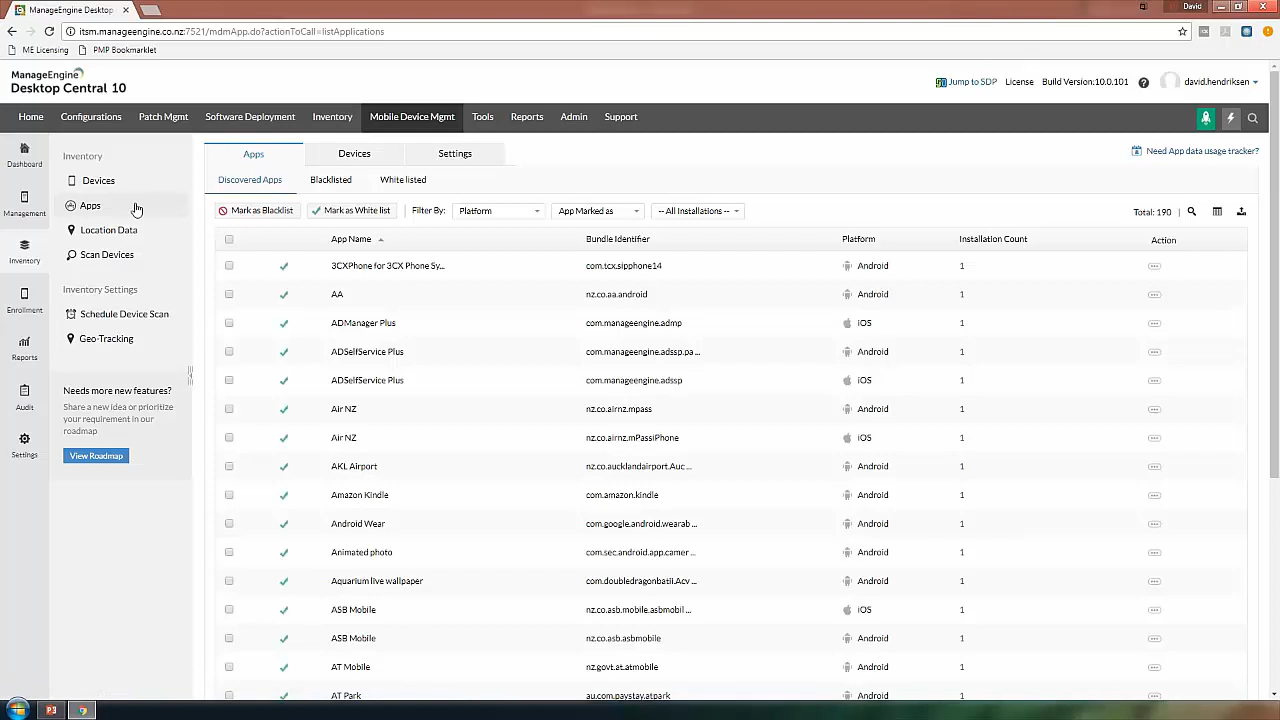 ManageEngine Desktop
David
itsm.manageengine.co.nz:7521/mdmApp.do?actionToCall=listApplications
ME Licensing
PMP Bookmarklet
ManageEngine
Desktop Central 10
Jump to SDP
License
Build Version:10.0.101
david.hendriksen
Home
Configurations
Patch Mgmt
Software Deployment
Inventory
Mobile Device Mgmt
Tools
Reports
Admin
Support
Dashboard
Management
Inventory
Enrollment
Reports
Audit
Settings
Inventory
Devices
Apps
Location Data
Scan Devices
Inventory Settings
Schedule Device Scan
Geo-Tracking
Needs more new features?
Share a new idea or prioritize
your requirement in our
roadmap
View Roadmap
Apps
Devices
Settings
Need App data usage tracker?
Discovered Apps
Blacklisted
White listed
Mark as Blacklist
Mark as White list
Filter By:
Platform
App Marked as
-- All Installations --
Total: 190
App Name
Bundle Identifier
Platform
Installation Count
Action
3CXPhone for 3CX Phone Sy... com.tcx.sipphone14 Android 1
AA nz.co.aa.android Android 1
ADManager Plus com.manageengine.admp iOS 1
ADSelfService Plus com.manageengine.adssp.pa ... Android 1
ADSelfService Plus com.manageengine.adssp iOS 1
Air NZ nz.co.airnz.mpass Android 1
Air NZ nz.co.airnz.mPassiPhone iOS 1
AKL Airport nz.co.aucklandairport.Auc ... Android 1
Amazon Kindle com.amazon.kindle Android 1
Android Wear com.google.android.wearab ... Android 1
Animated photo com.sec.android.app.camer ... Android 1
Aquarium live wallpaper com.doubledragonbatii.Acv ... Android 1
ASB Mobile nz.co.asb.mobile.asbmobil ... iOS 1
ASB Mobile nz.co.asb.asbmobile Android 1
AT Mobile nz.govt.at.atmobile Android 1
AT Park au.com.paystay.atpark Android 1